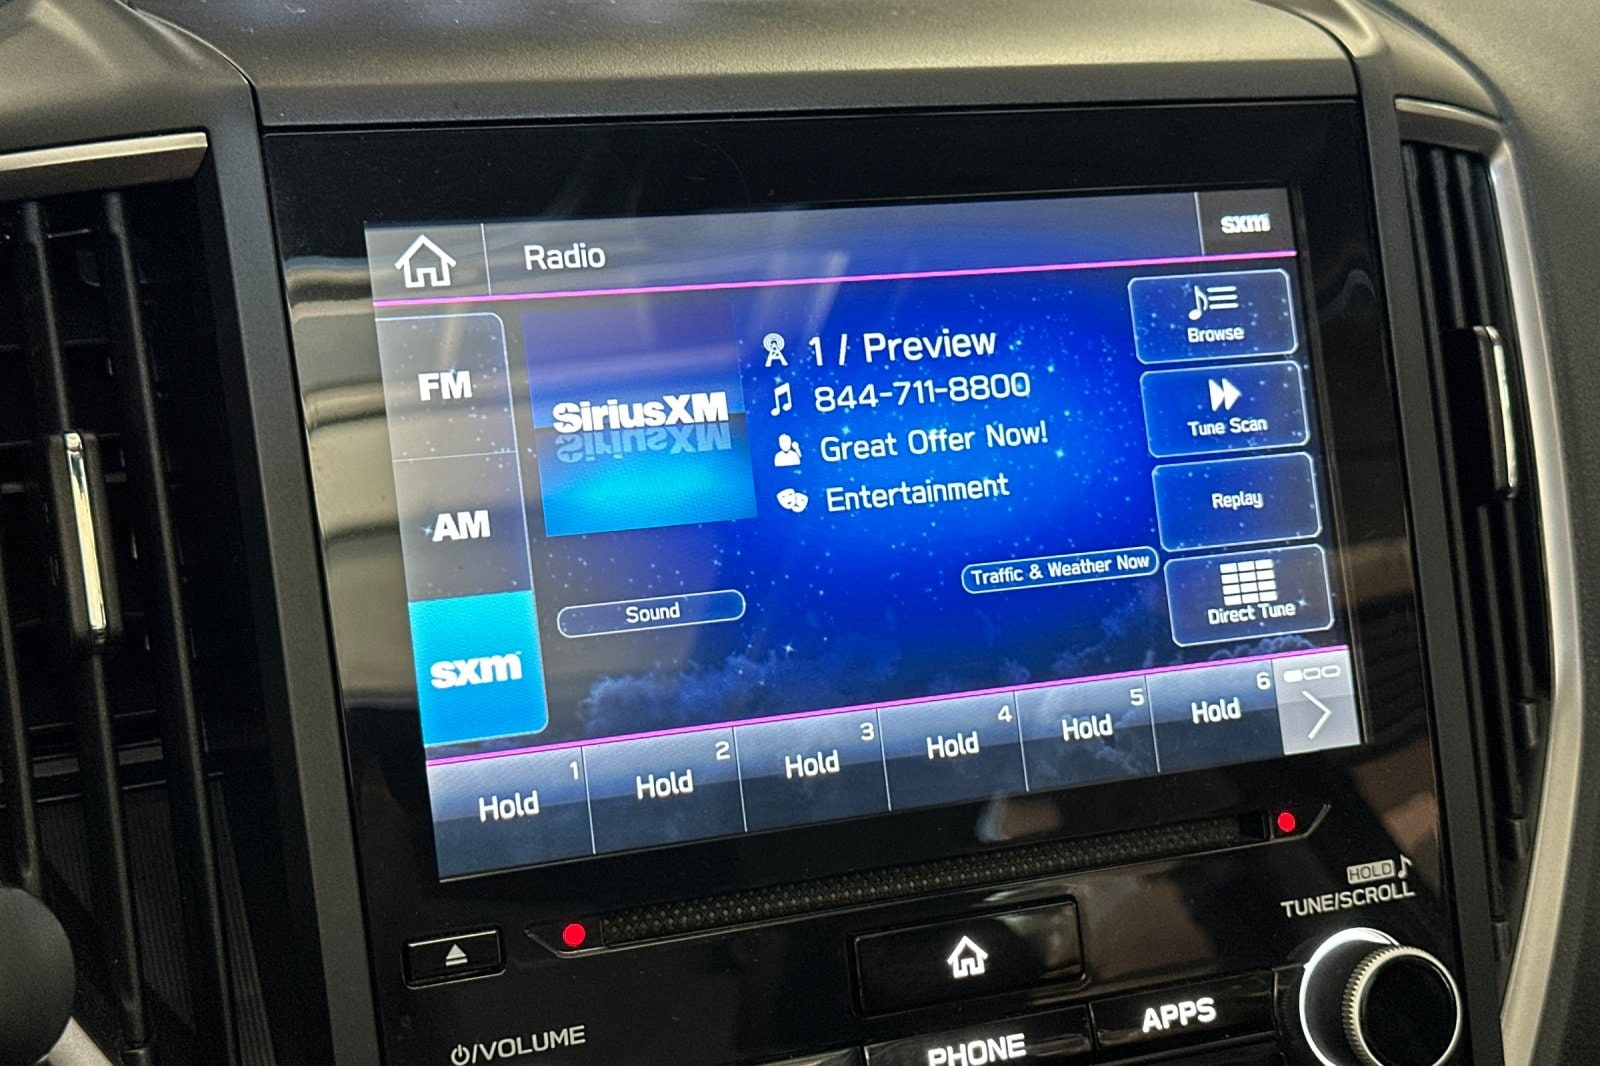 Radio
sxm
FM
AM
sxm
SiriusXM
1 / Preview
844-711-8800
Great Offer Now!
Entertainment
Sound
Traffic & Weather Now
Browse
Tune Scan
Replay
Direct Tune
Hold 1
Hold 2
Hold 3
Hold 4
Hold 5
Hold 6
HOLD
TUNE/SCROLL
/VOLUME
PHONE
APPS